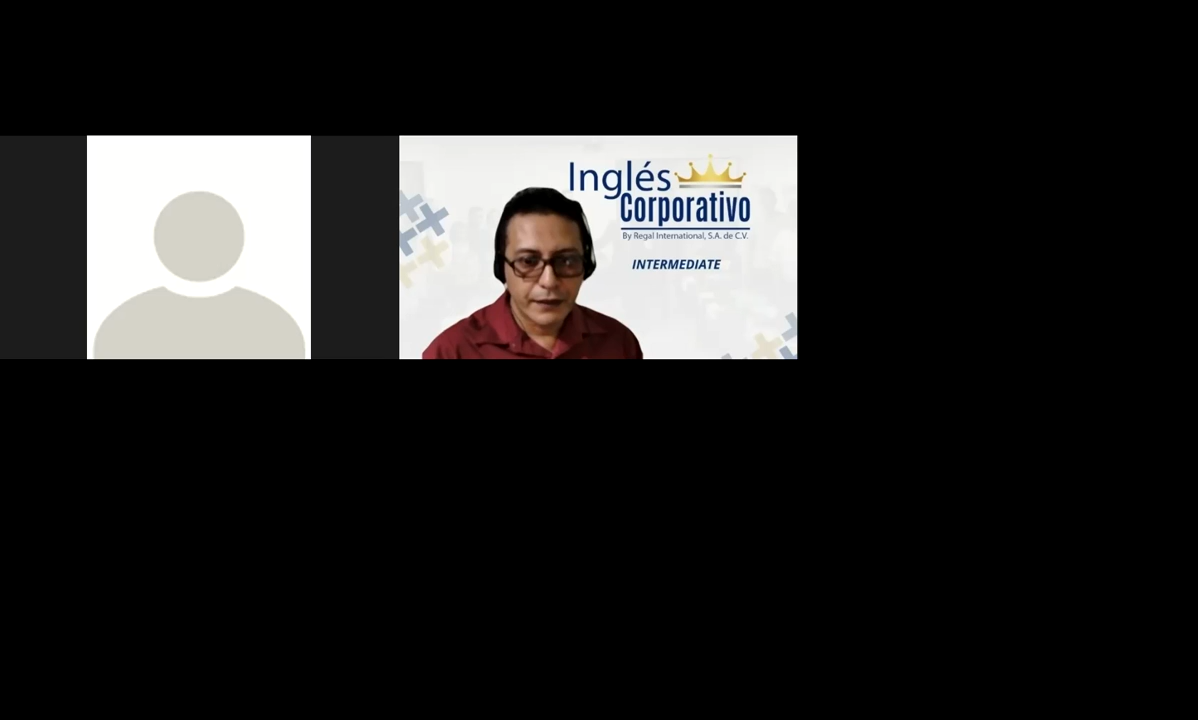 Inglés
Corporativo
By Regal International, S.A. de C.V.
INTERMEDIATE